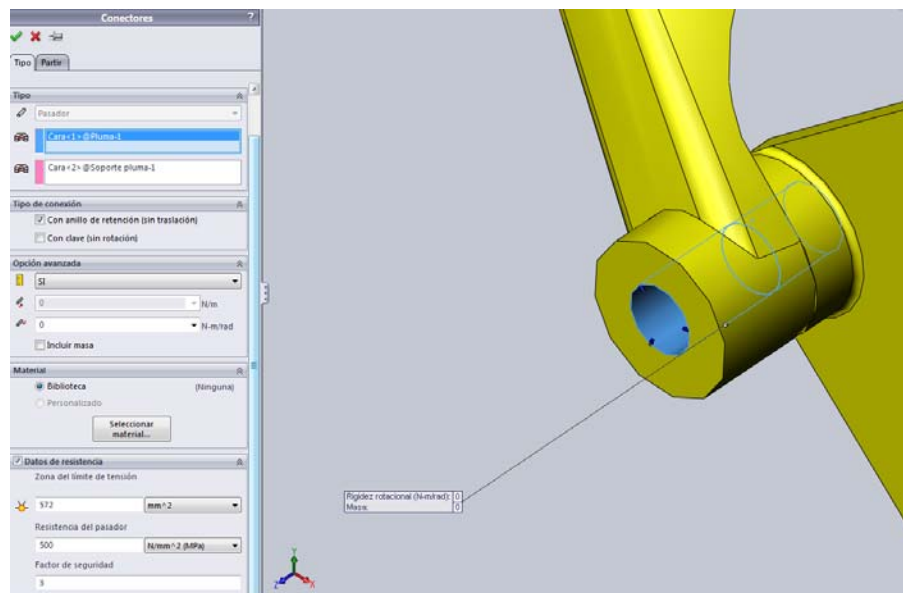 Conectores ?
Tipo Partir
Tipo
Pasador
Cara<1>@Pluma-1
Cara<2>@Soporte pluma-1
Tipo de conexión
Con anillo de retención (sin traslación)
Con clave (sin rotación)
Opción avanzada
SI
0 N/m
0 N-m/rad
Incluir masa
Material
Biblioteca (Ninguna)
Personalizado
Seleccionar
material...
Datos de resistencia
Zona del límite de tensión
572 mm^2
Resistencia del pasador
500 N/mm^2 (MPa)
Factor de seguridad
3
Rigidez rotacional (N-m/rad): 0
Masa: 0
Y
Z X